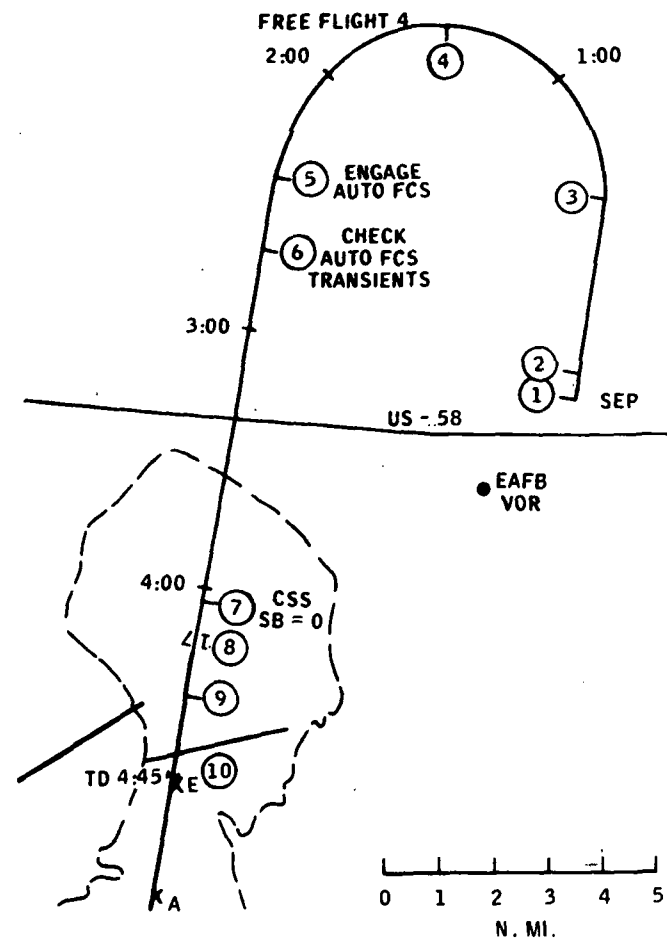 FREE FLIGHT 4
2:00
1:00
4
5
ENGAGE
AUTO FCS
3
6
CHECK
AUTO FCS
TRANSIENTS
3:00
2
1
SEP
US - 58
EAFB
VOR
4:00
7
CSS
SB = 0
17
8
9
TD 4:45
E
10
A
0 1 2 3 4 5
N. MI.